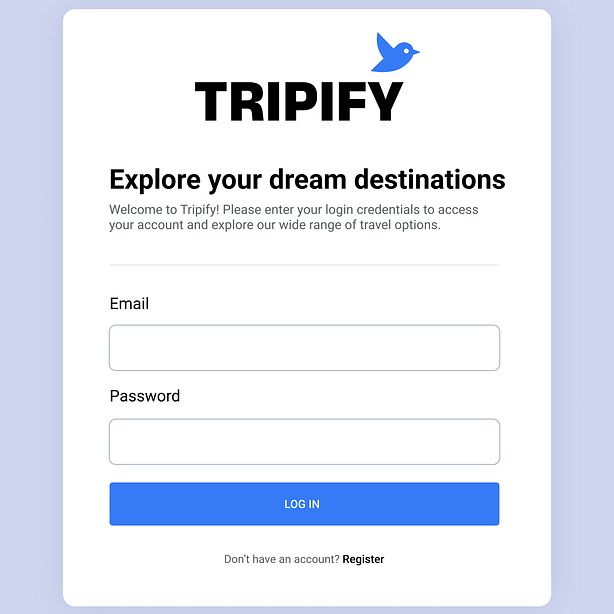 TRIPIFY
Explore your dream destinations
Welcome to Tripify! Please enter your login credentials to access
your account and explore our wide range of travel options.
Email
Password
LOG IN
Don't have an account? Register